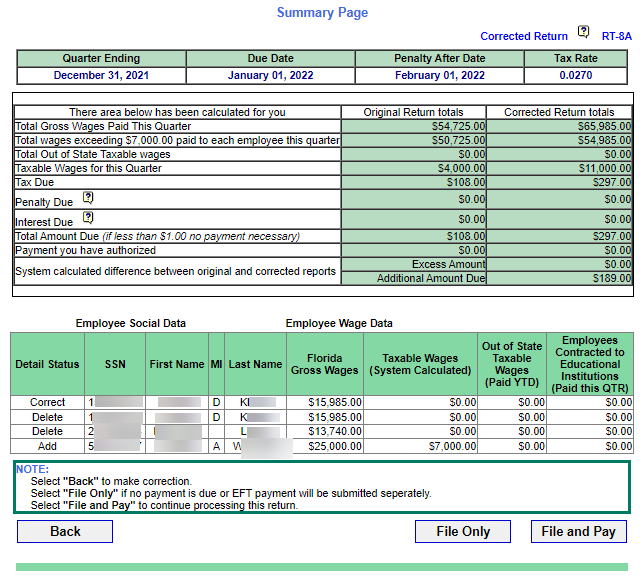 Summary Page
Corrected Return ? RT-8A
Quarter Ending Due Date Penalty After Date Tax Rate
December 31, 2021 January 01, 2022 February 01, 2022 0.0270
There area below has been calculated for you Original Return totals Corrected Return totals
Total Gross Wages Paid This Quarter $54,725.00 $65,985.00
Total wages exceeding $7,000.00 paid to each employee this quarter $50,725.00 $54,985.00
Total Out of State Taxable wages $0.00 $0.00
Taxable Wages for this Quarter $4,000.00 $11,000.00
Tax Due $108.00 $297.00
Penalty Due ? $0.00 $0.00
Interest Due ? $0.00 $0.00
Total Amount Due (if less than $1.00 no payment necessary) $108.00 $297.00
Payment you have authorized $0.00 $0.00
System calculated difference between original and corrected reports
Excess Amount $0.00
Additional Amount Due $189.00
Employee Social Data Employee Wage Data
Detail Status SSN First Name MI Last Name Florida Gross Wages Taxable Wages (System Calculated) Out of State Taxable Wages (Paid YTD) Employees Contracted to Educational Institutions (Paid this QTR)
Correct 1 D K $15,985.00 $0.00 $0.00 $0.00
Delete 1 D K $15,985.00 $0.00 $0.00 $0.00
Delete 2 L $13,740.00 $0.00 $0.00 $0.00
Add 5 A W $25,000.00 $7,000.00 $0.00 $0.00
NOTE:
Select "Back" to make correction.
Select "File Only" if no payment is due or EFT payment will be submitted seperately.
Select "File and Pay" to continue processing this return.
Back File Only File and Pay